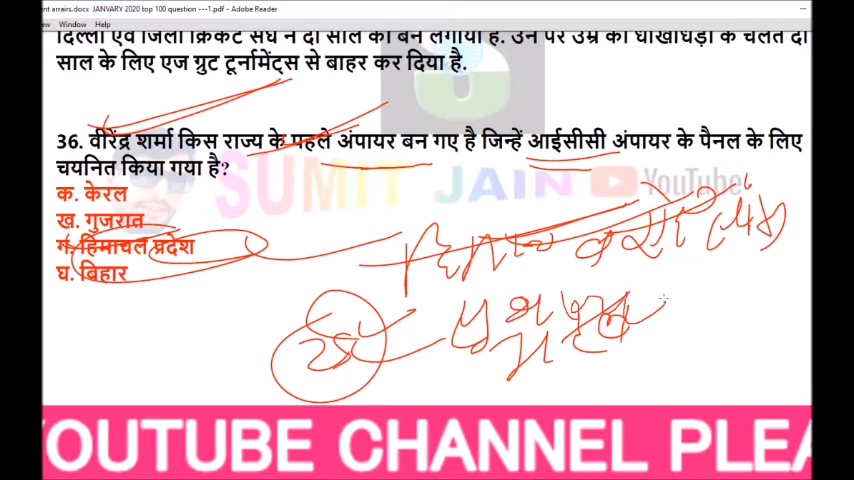 ent arrairs.docx JANVARY 2020 top 100 question ---1.pdf - Adobe Reader
iew Window Help
दिल्ली एवं जिला क्रिकेट संघ ने दो साल का बैन लगाया है. उन पर उम्र की धोखाधड़ी के चलते दो
साल के लिए एज ग्रुट टूर्नामेंट्स से बाहर कर दिया है.
36. वीरेंद्र शर्मा किस राज्य के पहले अंपायर बन गए है जिन्हें आईसीसी अंपायर के पैनल के लिए
चयनित किया गया है?
SUMIT JAIN YouTube
क. केरल
ख. गुजरात
ग. हिमाचल प्रदेश
घ. बिहार
YOUTUBE CHANNEL PLEA